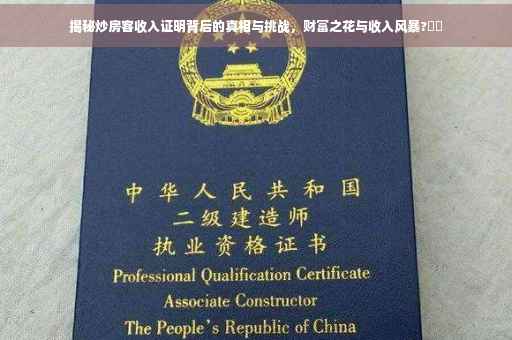 揭秘炒房客收入证明背后的真相与挑战，财富之花与收入风暴?
中华人民共和国
二级建造师
执业资格证书
Professional Qualification Certificate
Associate Constructor
The People's Republic of China